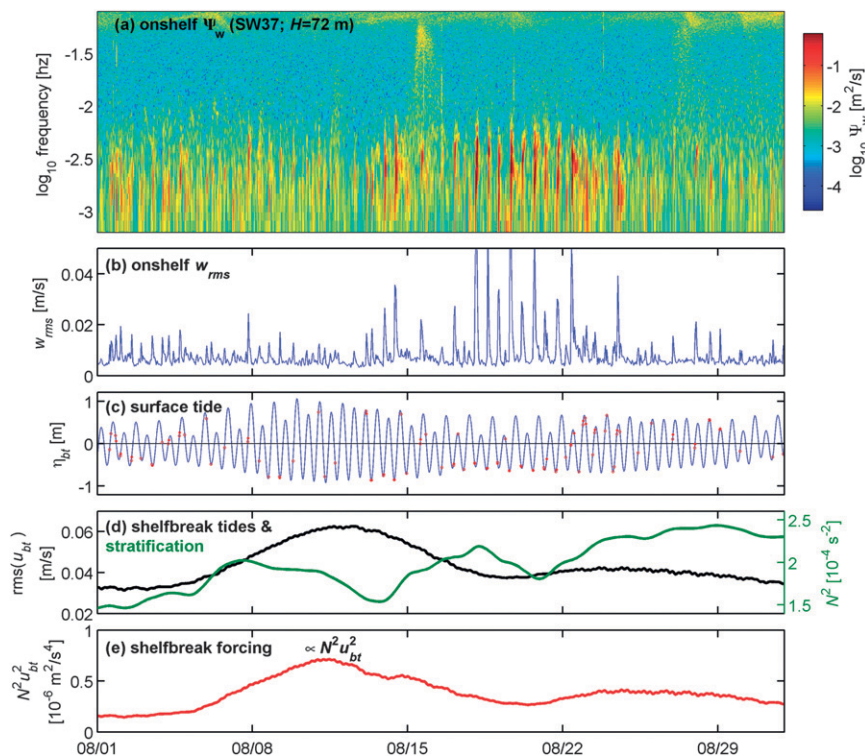 (a) onshelf Ψw (SW37; H=72 m)
log10 frequency [hz]
-1.5
-2
-2.5
-3
-1
-2
-3
-4
log10 Ψw [m²/s]
(b) onshelf wrms
wrms [m/s]
0.04
0.02
0
(c) surface tide
ηbt [m]
1
0
-1
(d) shelfbreak tides &
stratification
rms(ubt)
[m/s]
0.06
0.04
0.02
2.5
2
1.5
N² [10⁻⁴ s⁻²]
(e) shelfbreak forcing ∝ N²u²bt
N²u²bt
[10⁻⁶ m²/s⁴]
1
0.5
0
08/01 08/08 08/15 08/22 08/29